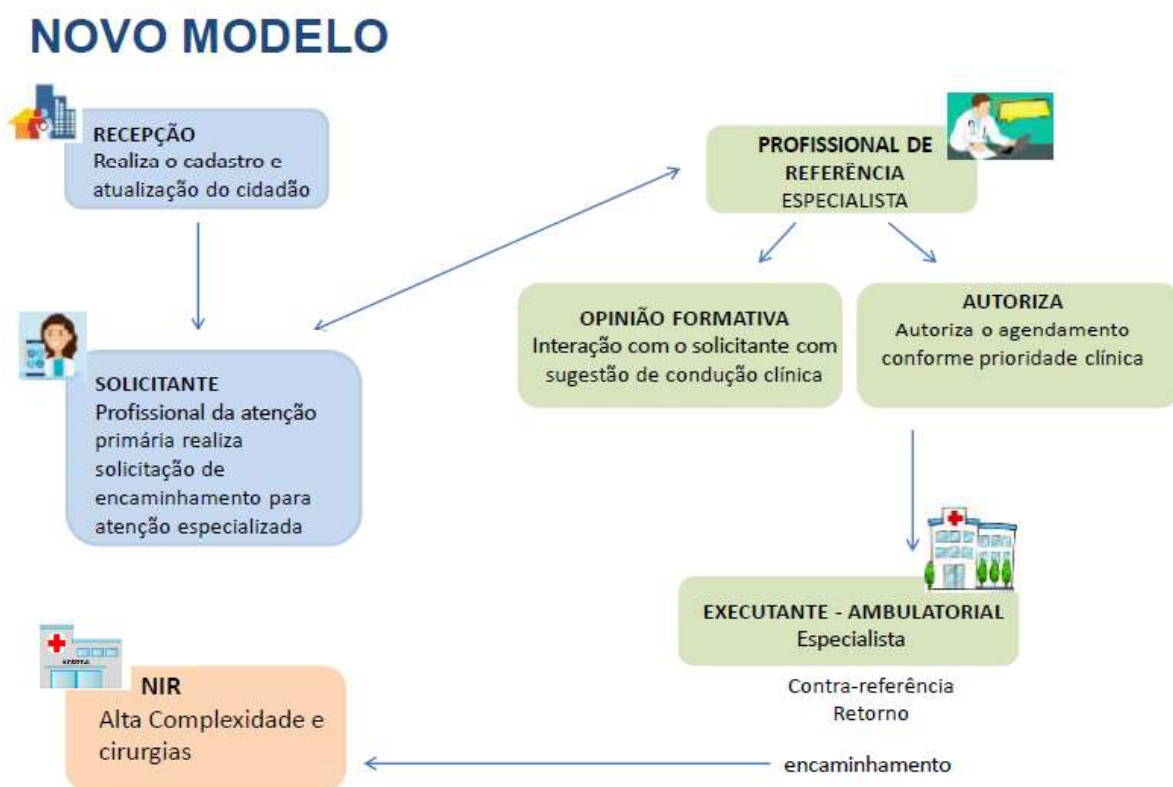 NOVO MODELO
RECEPÇÃO
Realiza o cadastro e
atualização do cidadão
SOLICITANTE
Profissional da atenção
primária realiza
solicitação de
encaminhamento para
atenção especializada
PROFISSIONAL DE
REFERÊNCIA
ESPECIALISTA
OPINIÃO FORMATIVA
Interação com o solicitante com
sugestão de condução clínica
AUTORIZA
Autoriza o agendamento
conforme prioridade clínica
EXECUTANTE - AMBULATORIAL
Especialista
Contra-referência
Retorno
encaminhamento
NIR
Alta Complexidade e
cirurgias